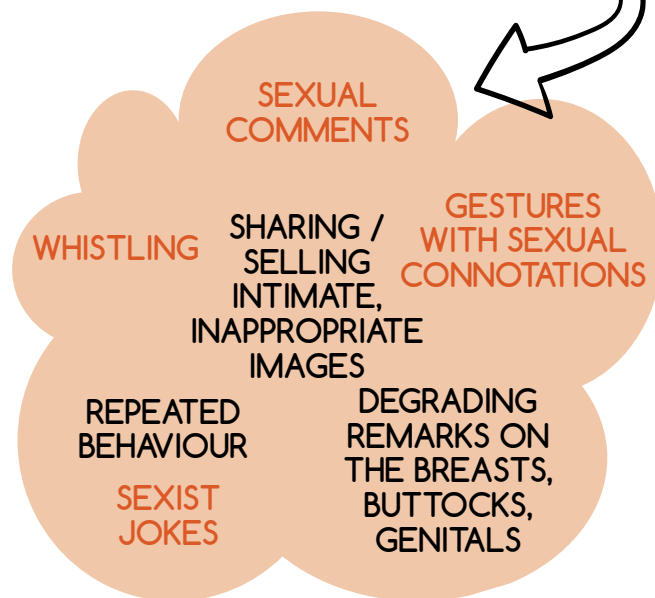 SEXUAL
COMMENTS
GESTURES
WITH SEXUAL
CONNOTATIONS
WHISTLING
SHARING /
SELLING
INTIMATE,
INAPPROPRIATE
IMAGES
REPEATED
BEHAVIOUR
SEXIST
JOKES
DEGRADING
REMARKS ON
THE BREASTS,
BUTTOCKS,
GENITALS